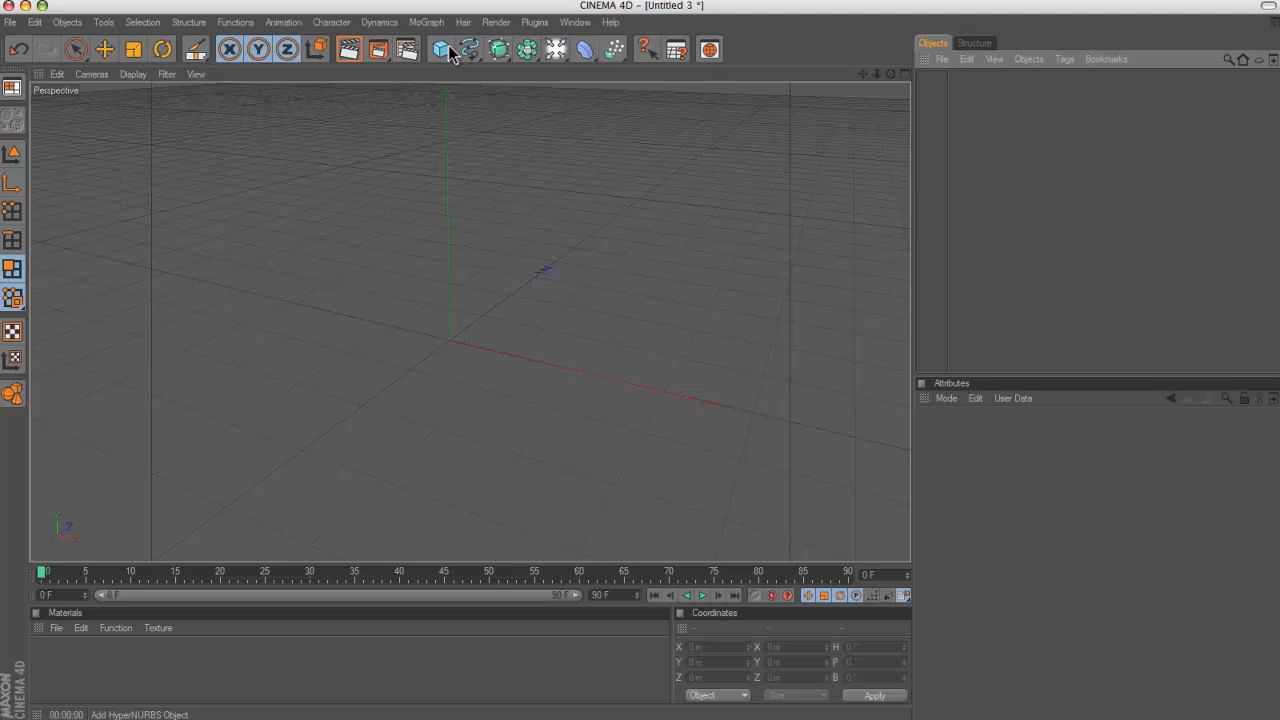 CINEMA 4D - [Untitled 3 *]
File Edit Objects Tools Selection Structure Functions Animation Character Dynamics MoGraph Hair Render Plugins Window Help
X Y Z
Objects Structure
File Edit View Objects Tags Bookmarks
Edit Cameras Display Filter View
Perspective
Attributes
Mode Edit User Data
Y Z X
0 5 10 15 20 25 30 35 40 45 50 55 60 65 70 75 80 85 90 0 F
0 F 0 F 90 F 90 F
Materials
File Edit Function Texture
Coordinates
X 0 m X 0 m H 0 °
Y 0 m Y 0 m P 0 °
Z 0 m Z 0 m B 0 °
Object Size Apply
MAXON
CINEMA 4D
00:00:00 Add HyperNURBS Object